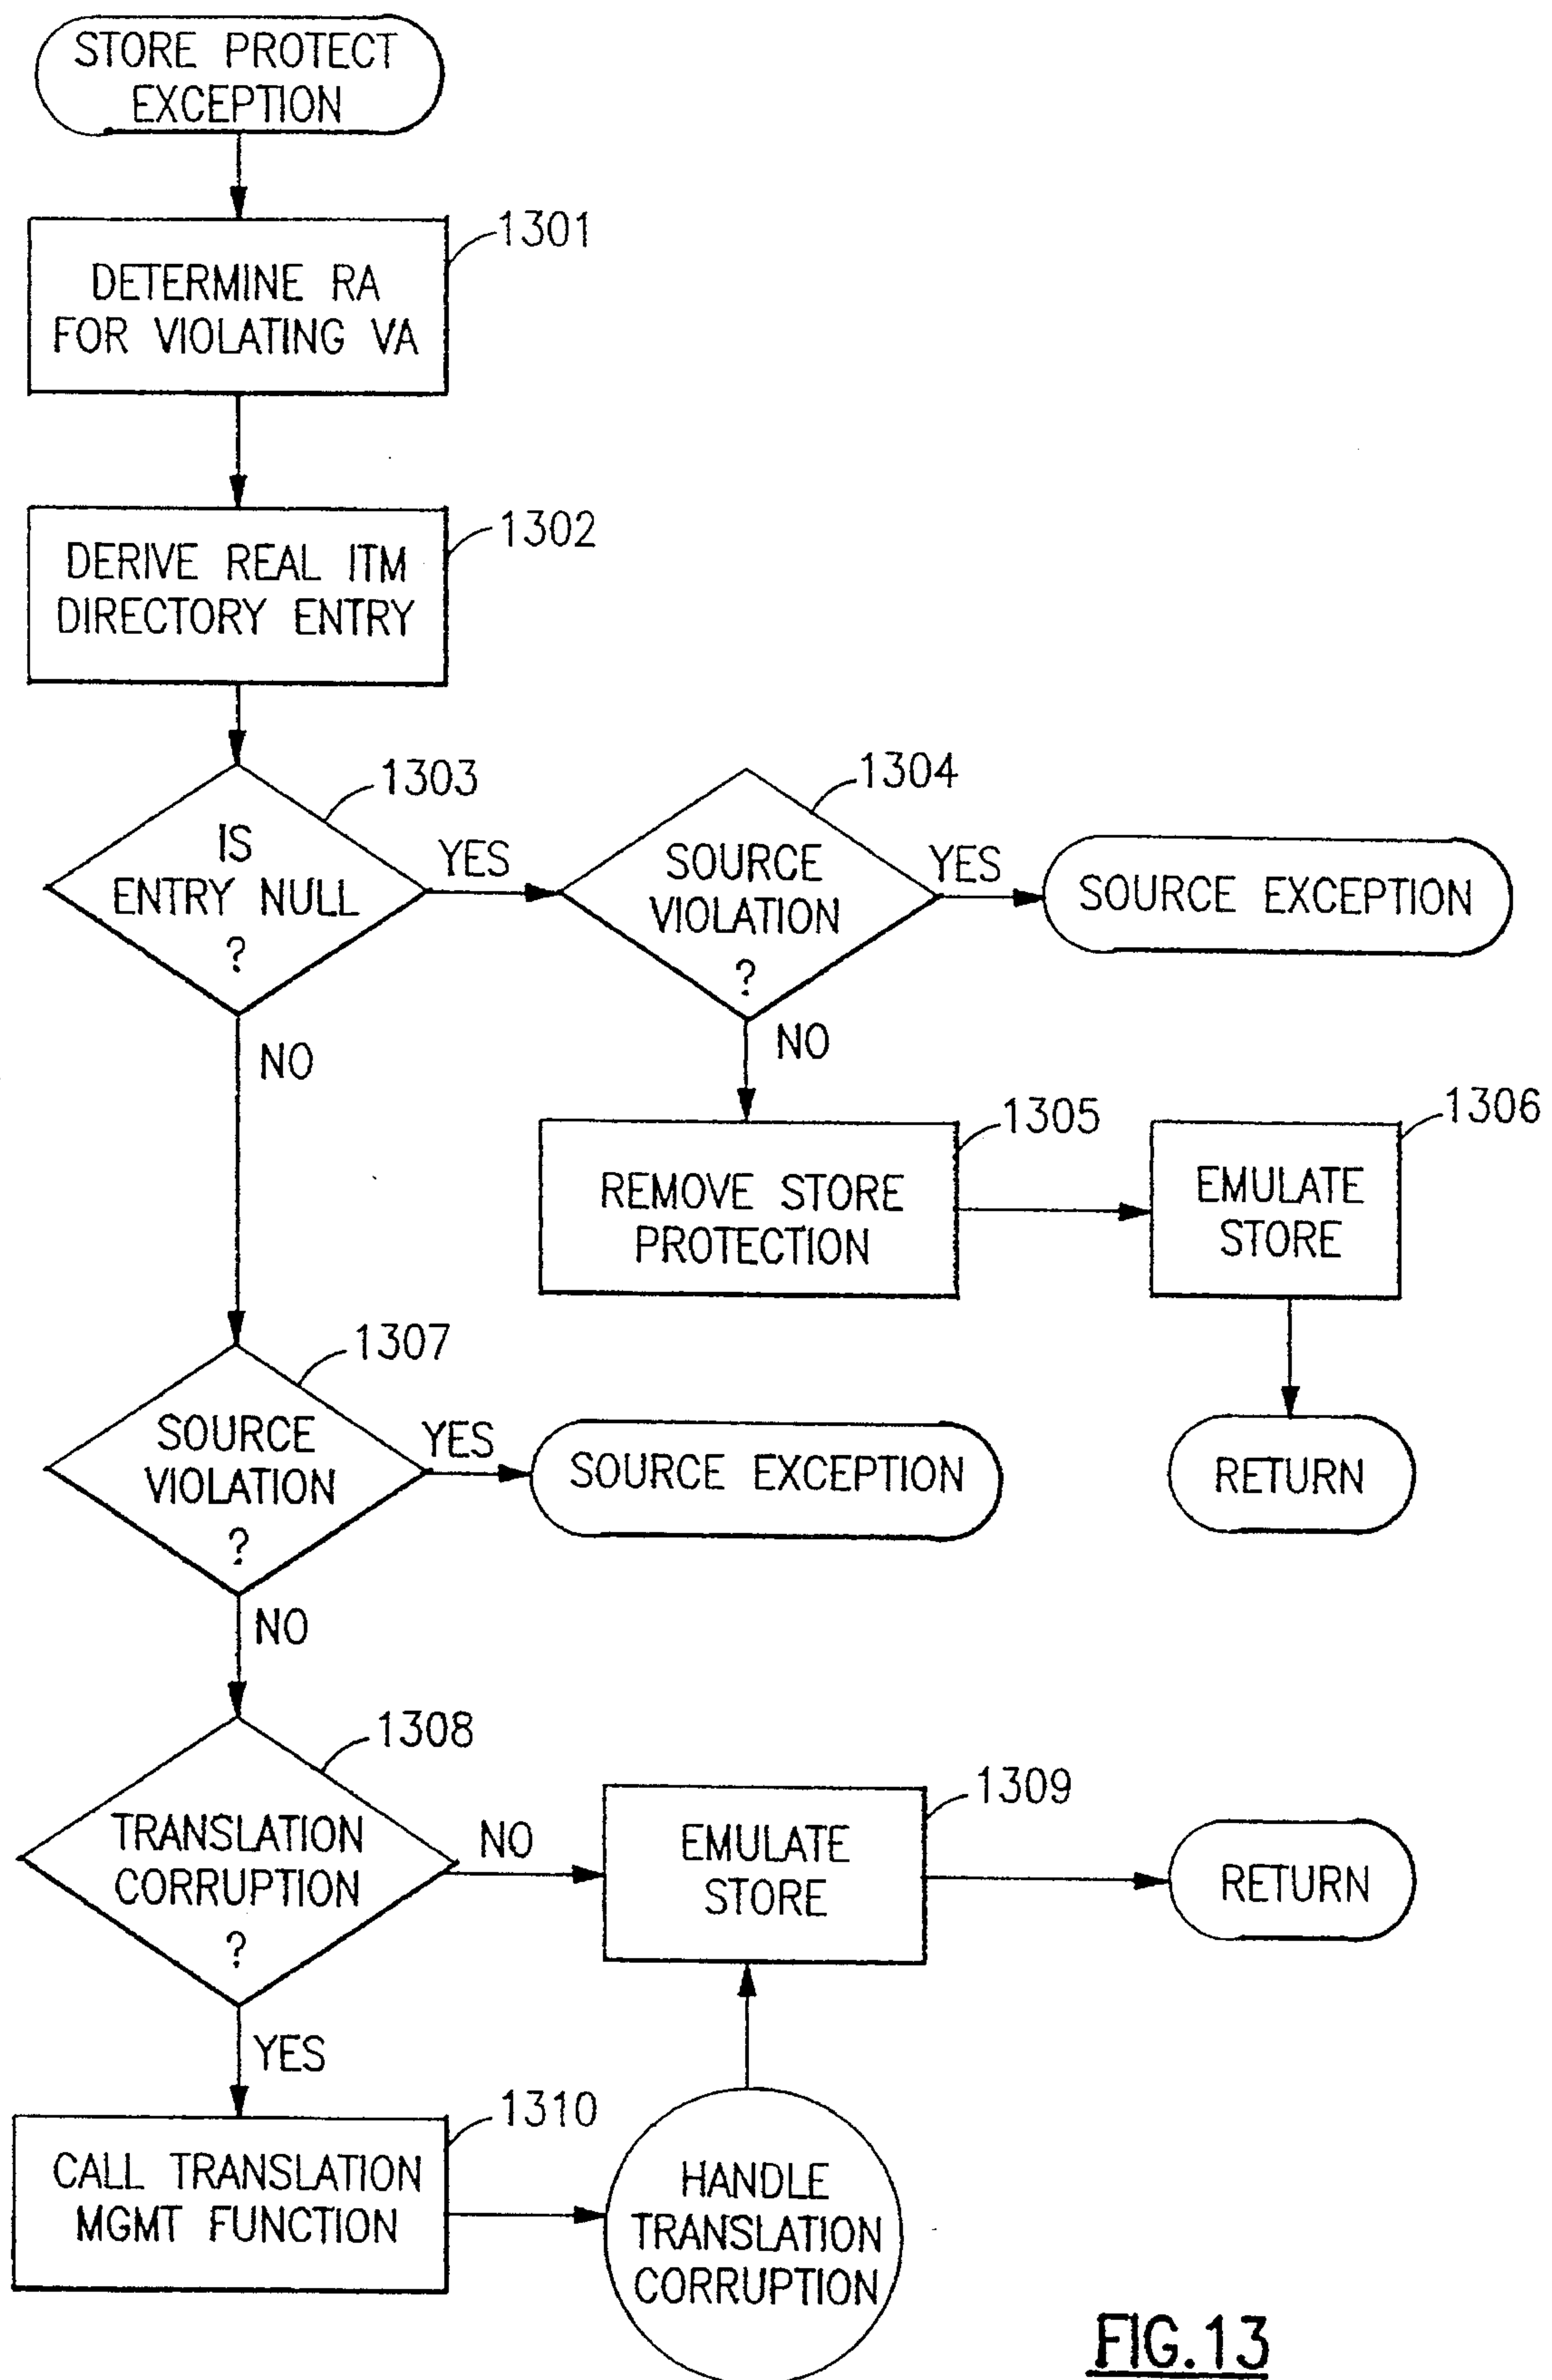 STORE PROTECT
EXCEPTION
1301
DETERMINE RA
FOR VIOLATING VA
1302
DERIVE REAL ITM
DIRECTORY ENTRY
1303
IS
ENTRY NULL
?
YES
NO
1304
SOURCE
VIOLATION
?
YES
SOURCE EXCEPTION
NO
1305
REMOVE STORE
PROTECTION
1306
EMULATE
STORE
RETURN
1307
SOURCE
VIOLATION
?
YES
SOURCE EXCEPTION
NO
1308
TRANSLATION
CORRUPTION
?
NO
1309
EMULATE
STORE
RETURN
YES
1310
CALL TRANSLATION
MGMT FUNCTION
HANDLE
TRANSLATION
CORRUPTION
FIG.13